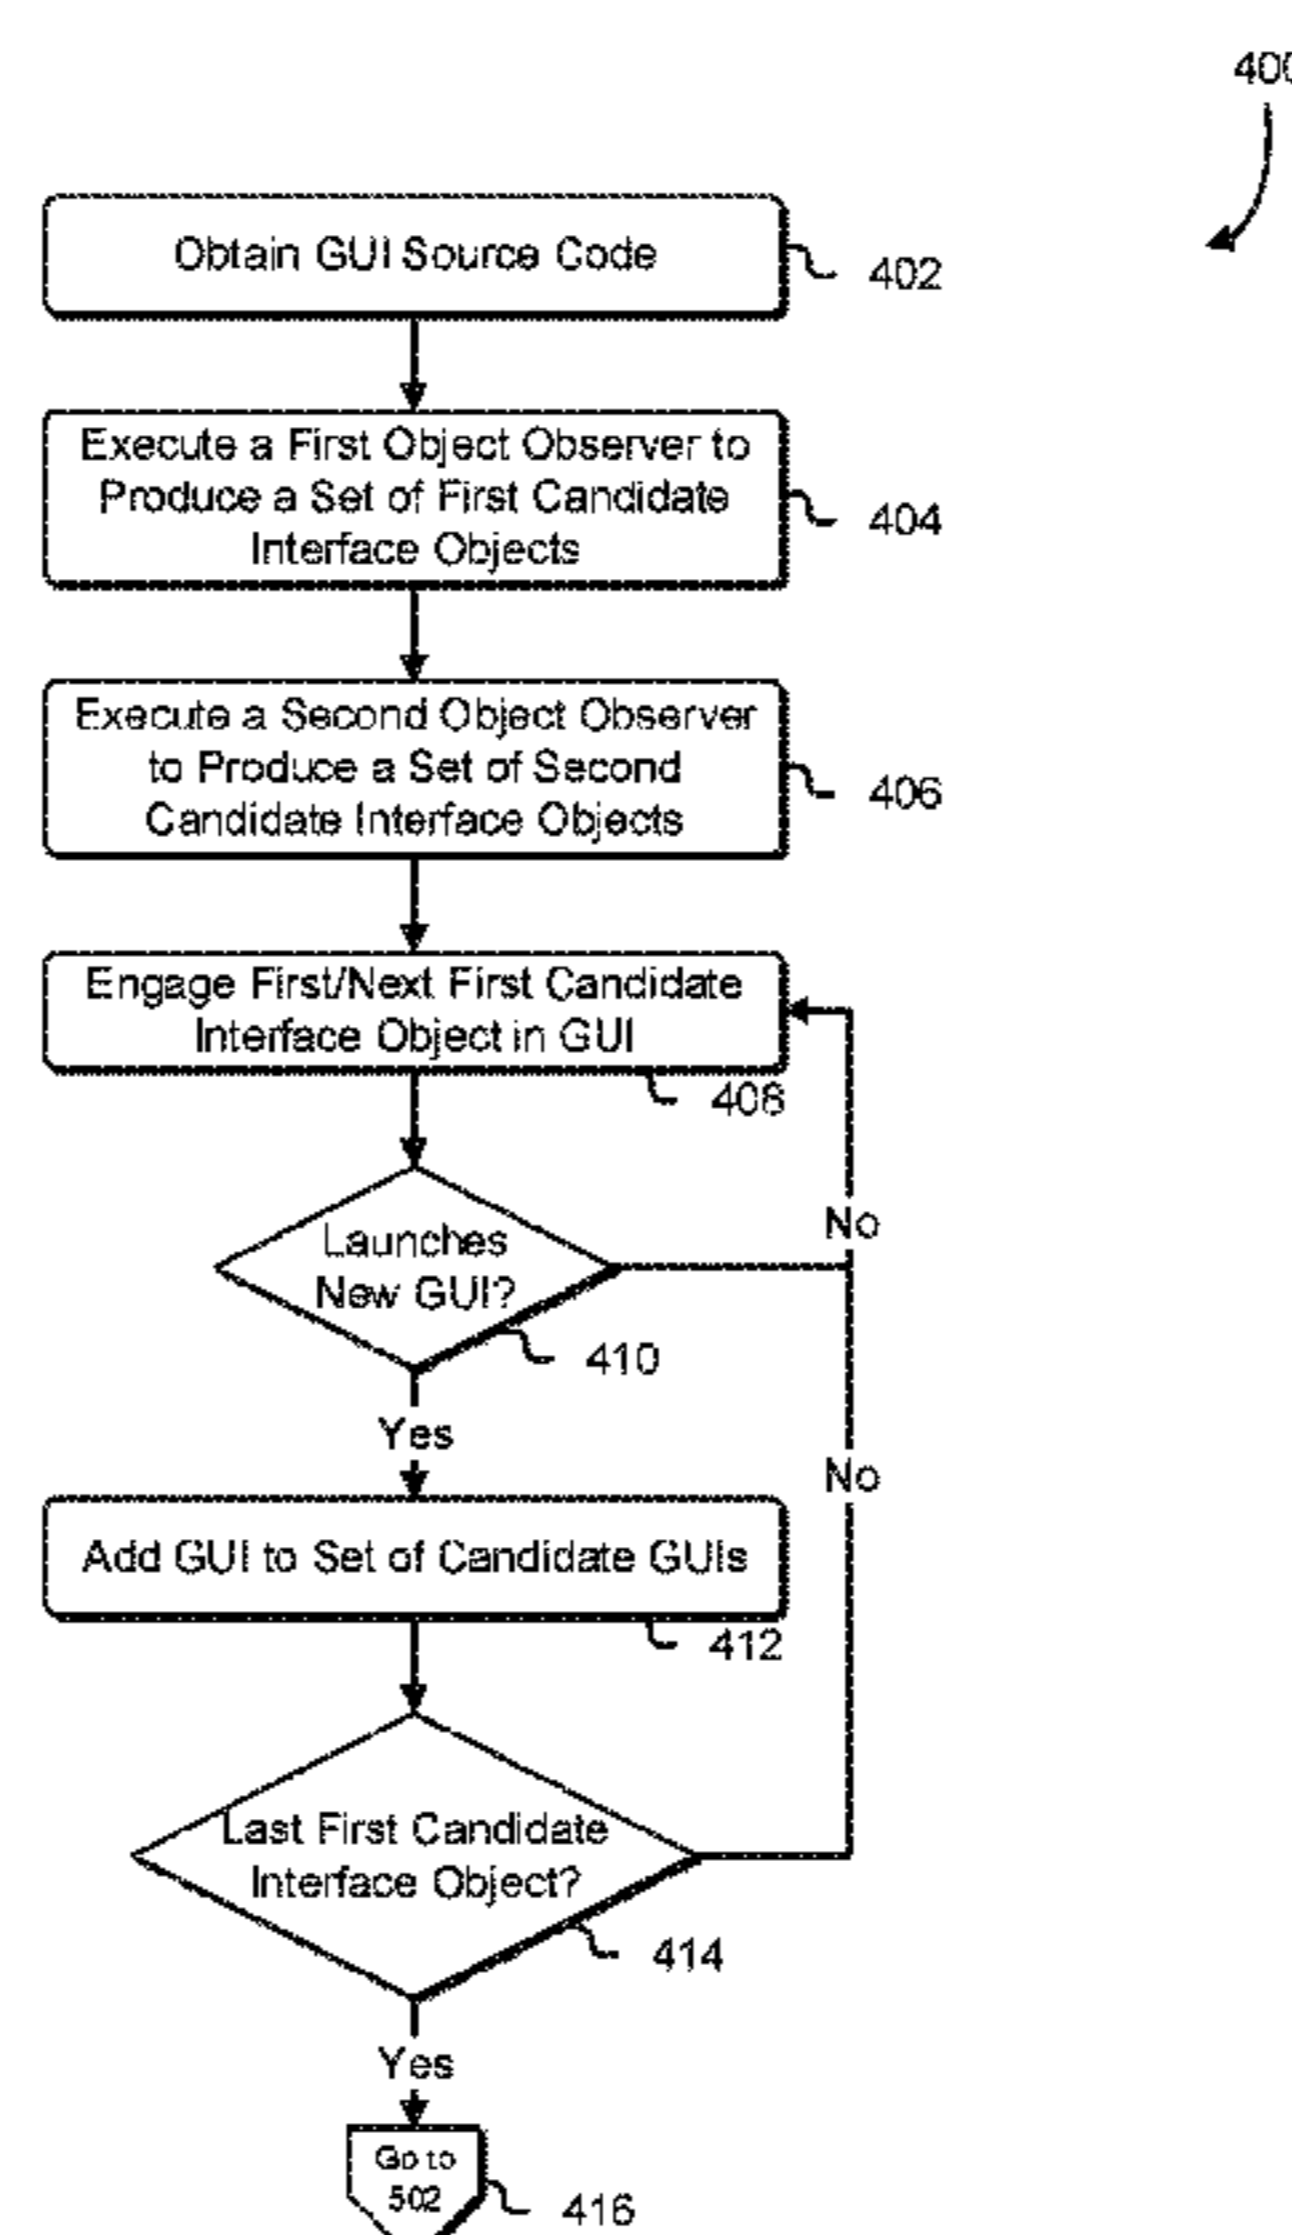 400
Obtain GUI Source Code
402
Execute a First Object Observer to
Produce a Set of First Candidate
Interface Objects
404
Execute a Second Object Observer
to Produce a Set of Second
Candidate Interface Objects
406
Engage First/Next First Candidate
Interface Object in GUI
408
No
Launches
New GUI?
410
Yes
No
Add GUI to Set of Candidate GUIs
412
Last First Candidate
Interface Object?
414
Yes
Go to
502
416